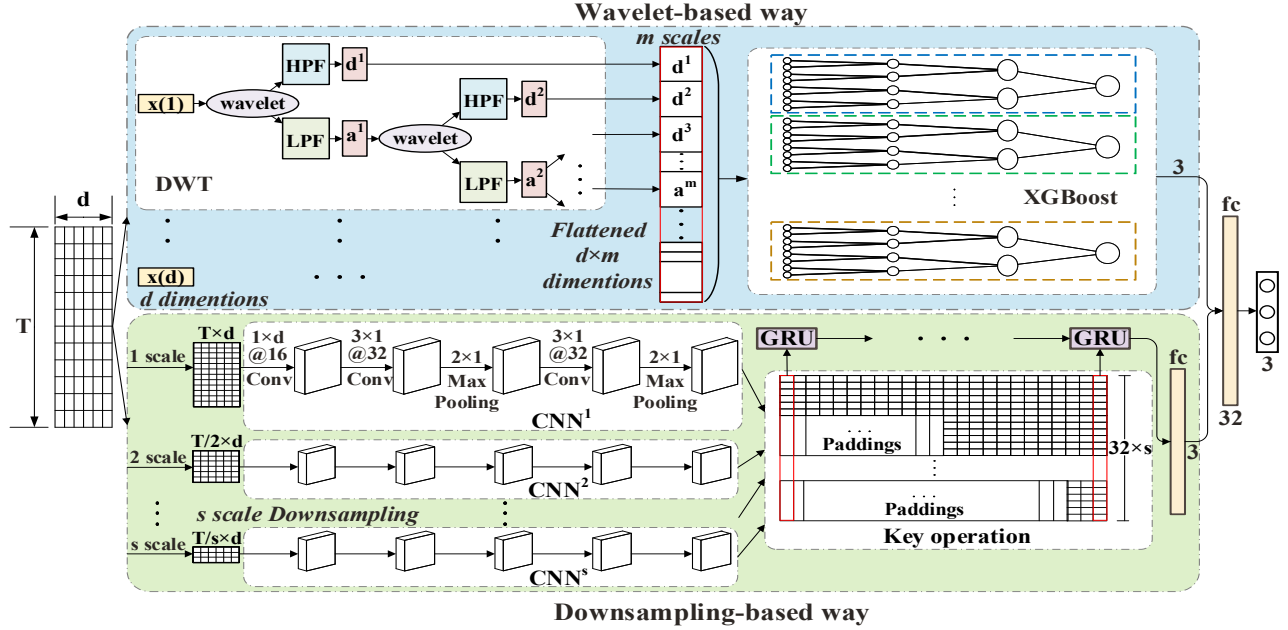 Wavelet-based way
m scales
HPF
d¹
x(1)
wavelet
LPF
a¹
wavelet
HPF
d²
LPF
a²
DWT
d¹
d²
d³
aᵐ
Flattened
d×m
dimentions
x(d)
d dimentions
XGBoost
3
d
T
fc
32
3
1 scale
T×d
1×d
@16
Conv
3×1
@32
Conv
2×1
Max
Pooling
3×1
@32
Conv
2×1
Max
Pooling
CNN¹
2 scale
T/2×d
CNN²
s scale Downsampling
s scale
T/s×d
CNNˢ
GRU
GRU
Paddings
Paddings
32×s
Key operation
fc
3
Downsampling-based way